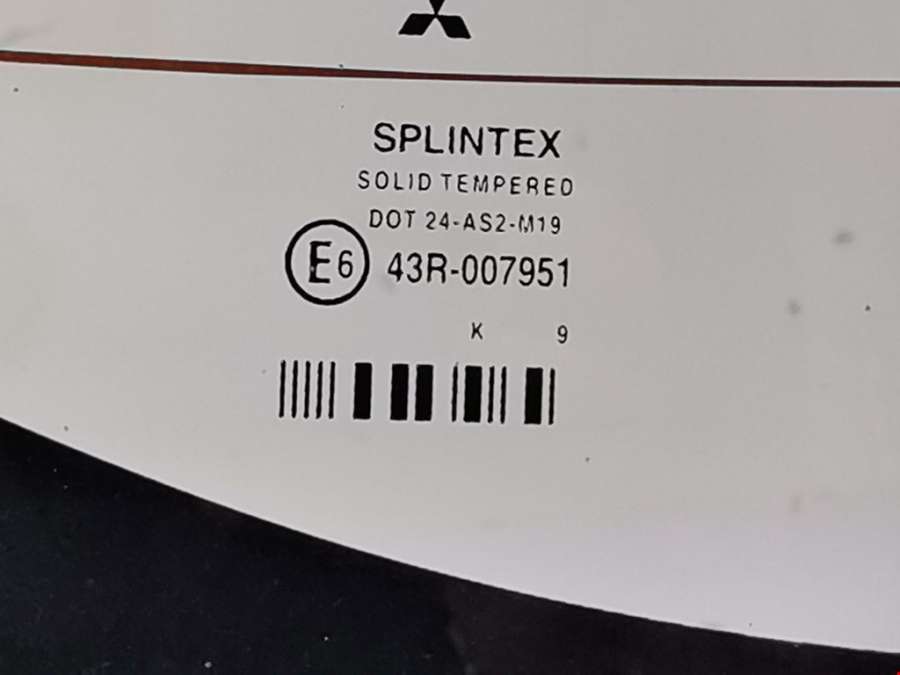 SPLINTEX
SOLID TEMPERED
DOT 24-AS2-M19
E6 43R-007951
K 9